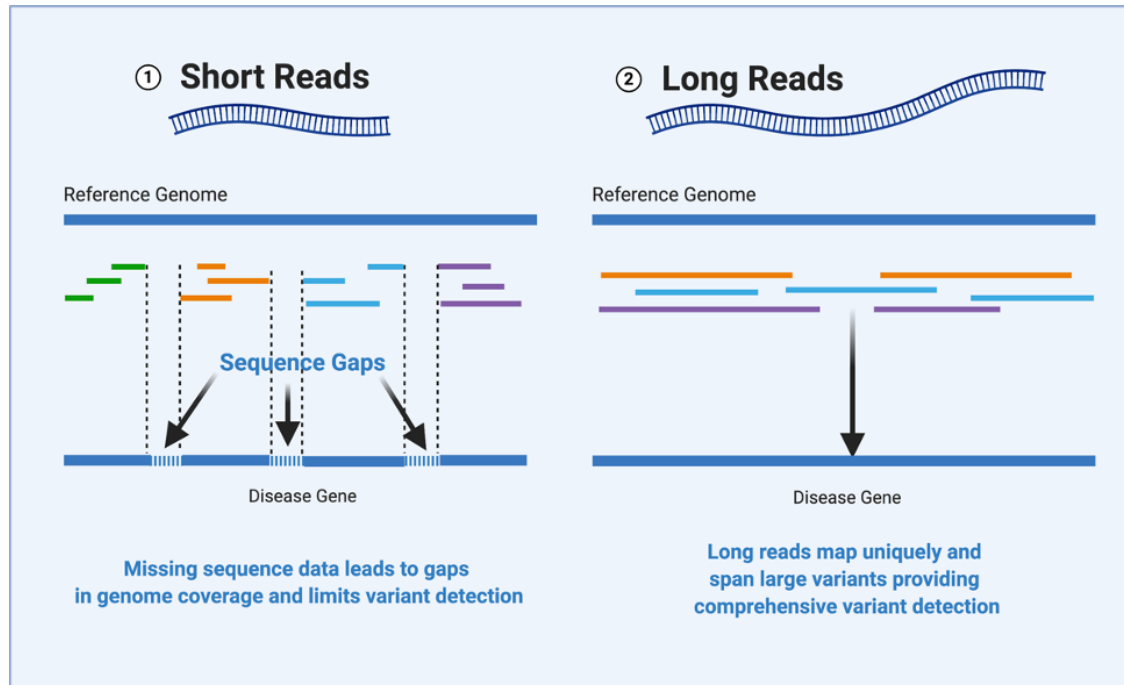 1 Short Reads
Reference Genome
Sequence Gaps
Disease Gene
Missing sequence data leads to gaps
in genome coverage and limits variant detection
2 Long Reads
Reference Genome
Disease Gene
Long reads map uniquely and
span large variants providing
comprehensive variant detection